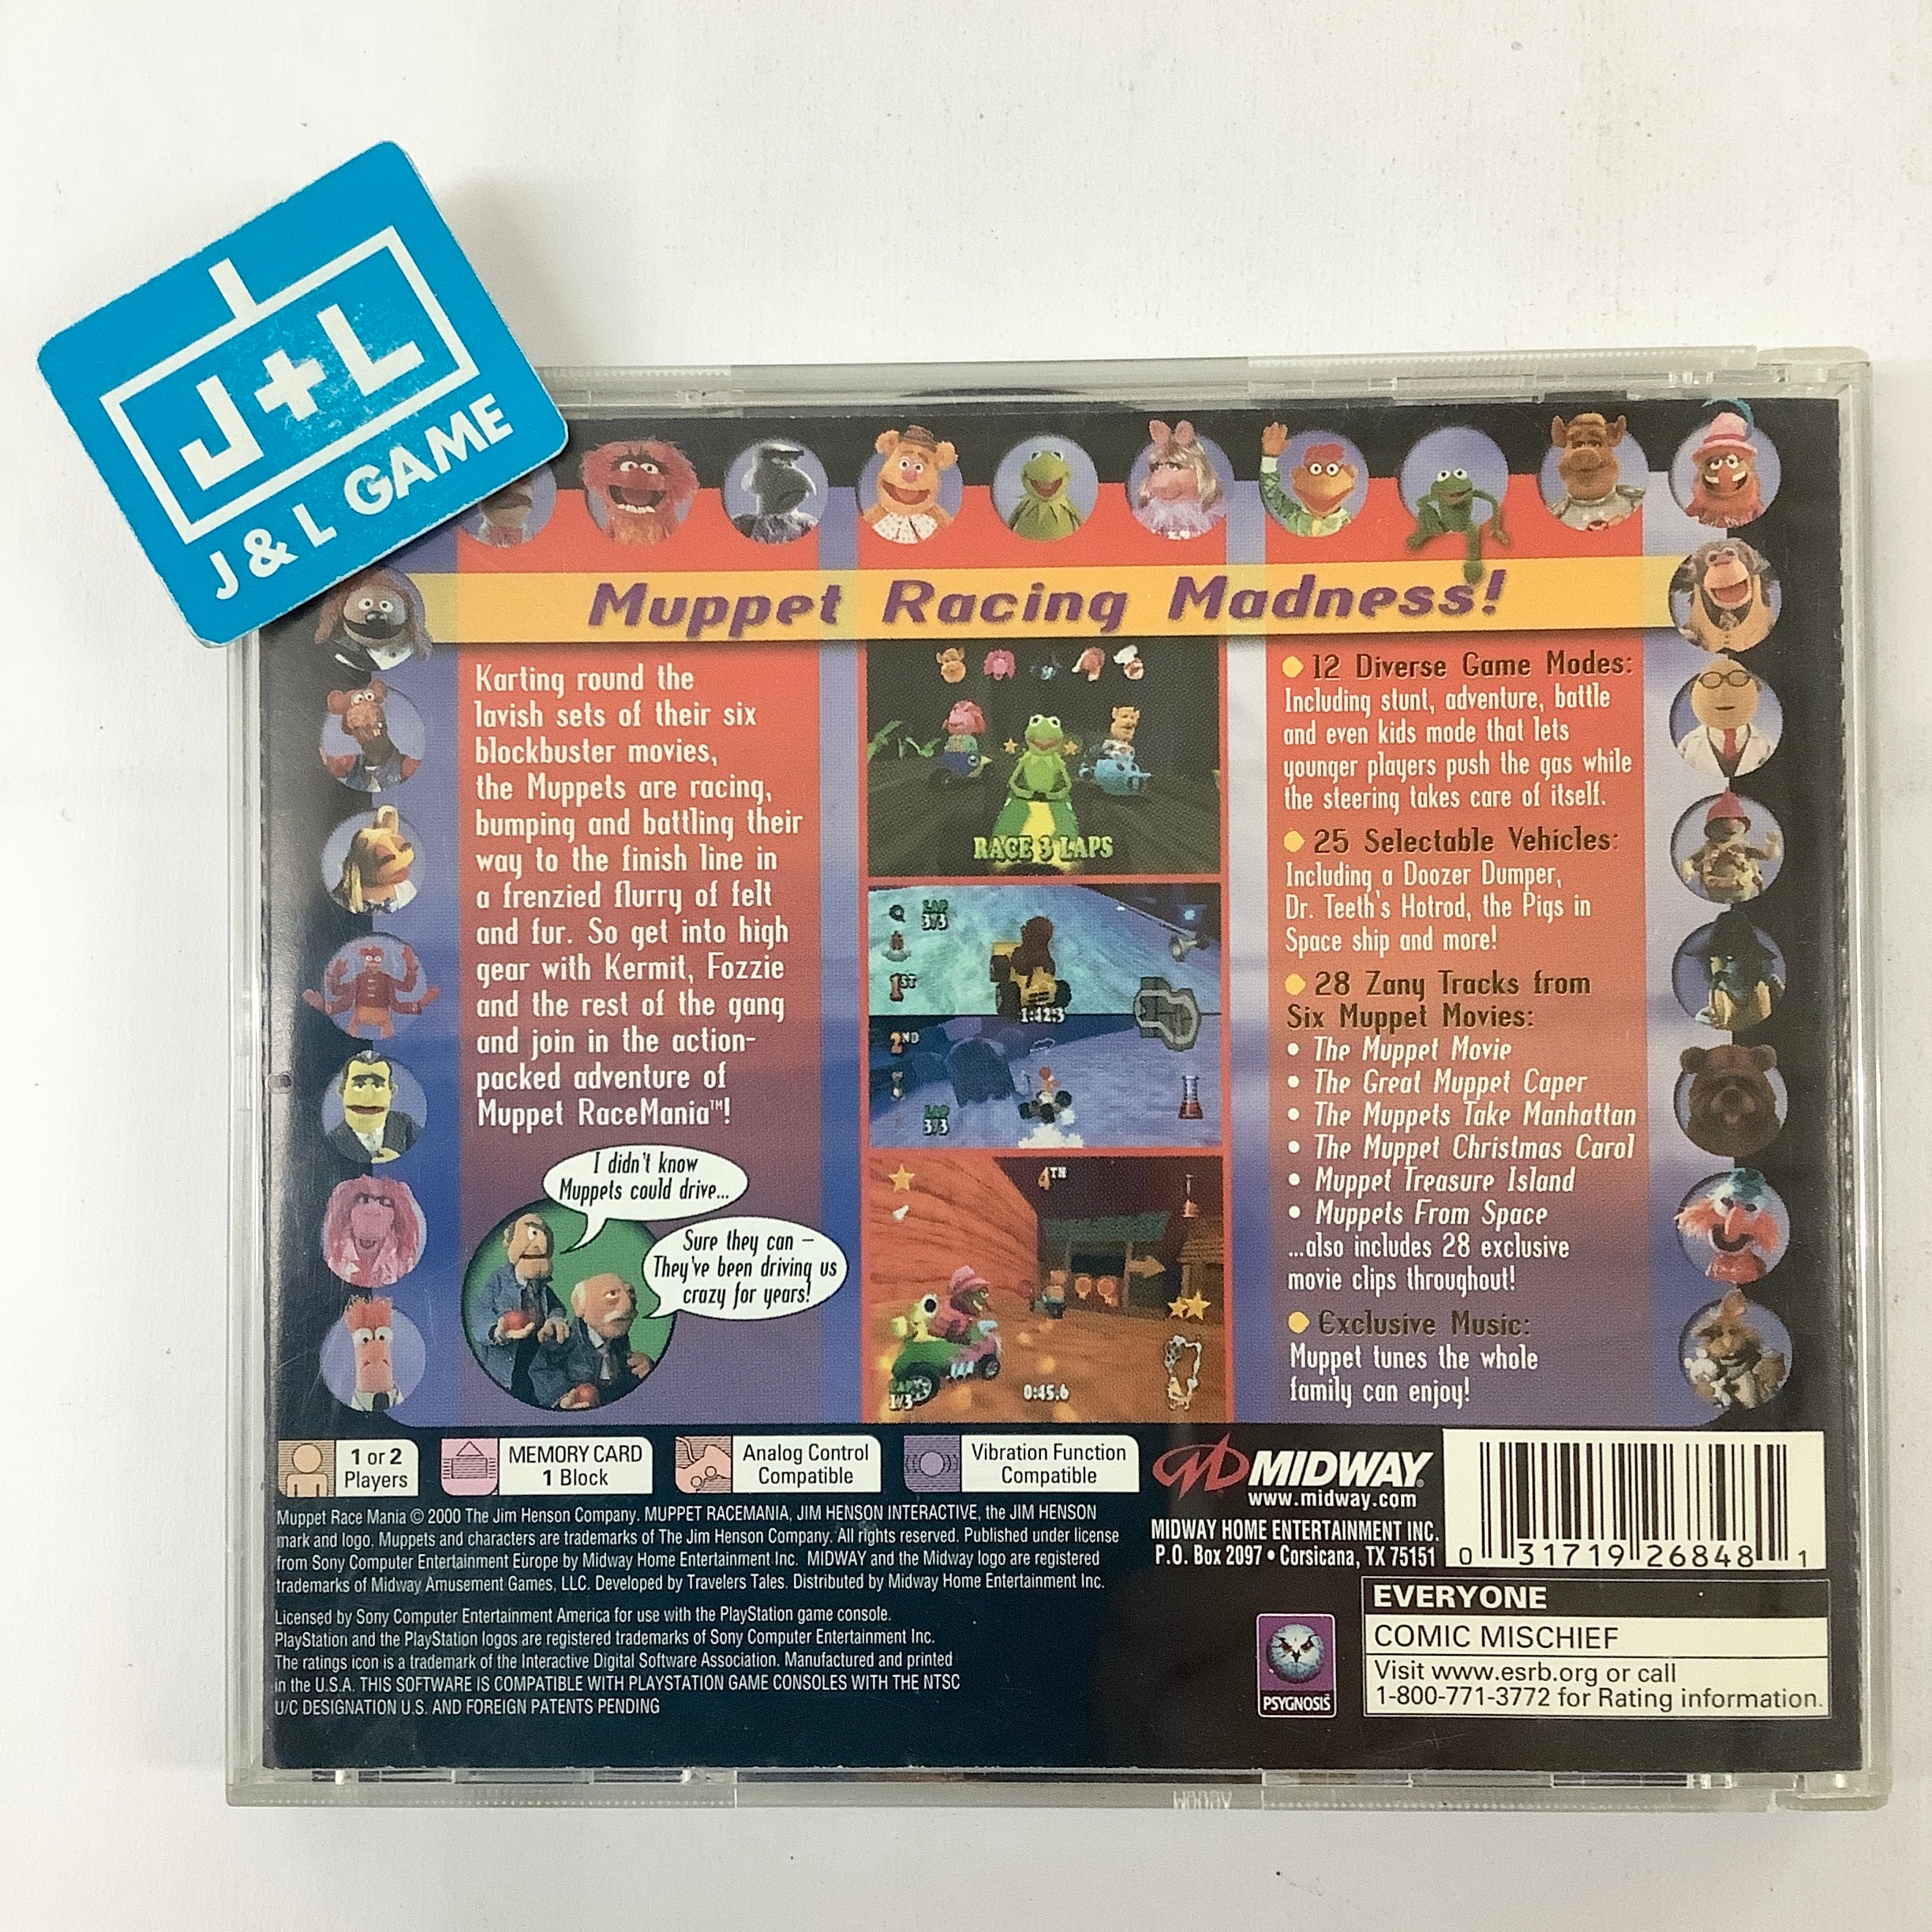 J+L
J & L GAME
Muppet Racing Madness!
Karting round the
lavish sets of their six
blockbuster movies,
the Muppets are racing,
bumping and battling their
way to the finish line in
a frenzied flurry of felt
and fur. So get into high
gear with Kermit, Fozzie
and the rest of the gang
and join in the action-
packed adventure of
Muppet RaceMania™!
I didn't know
Muppets could drive...
Sure they can –
They've been driving us
crazy for years!
RACE 3 LAPS
LAP
3/3
1ST
1:42:3
2ND
LAP
3/3
4TH
LAP
1/3
0:45.6
12 Diverse Game Modes:
Including stunt, adventure, battle
and even kids mode that lets
younger players push the gas while
the steering takes care of itself.
25 Selectable Vehicles:
Including a Doozer Dumper,
Dr. Teeth's Hotrod, the Pigs in
Space ship and more!
28 Zany Tracks from
Six Muppet Movies:
• The Muppet Movie
• The Great Muppet Caper
• The Muppets Take Manhattan
• The Muppet Christmas Carol
• Muppet Treasure Island
• Muppets From Space
...also includes 28 exclusive
movie clips throughout!
Exclusive Music:
Muppet tunes the whole
family can enjoy!
1 or 2
Players
MEMORY CARD
1 Block
Analog Control
Compatible
Vibration Function
Compatible
Muppet Race Mania © 2000 The Jim Henson Company. MUPPET RACEMANIA, JIM HENSON INTERACTIVE, the JIM HENSON
mark and logo. Muppets and characters are trademarks of The Jim Henson Company. All rights reserved. Published under license
from Sony Computer Entertainment Europe by Midway Home Entertainment Inc. MIDWAY and the Midway logo are registered
trademarks of Midway Amusement Games, LLC. Developed by Travelers Tales. Distributed by Midway Home Entertainment Inc.
Licensed by Sony Computer Entertainment America for use with the PlayStation game console.
PlayStation and the PlayStation logos are registered trademarks of Sony Computer Entertainment Inc.
The ratings icon is a trademark of the Interactive Digital Software Association. Manufactured and printed
in the U.S.A. THIS SOFTWARE IS COMPATIBLE WITH PLAYSTATION GAME CONSOLES WITH THE NTSC
U/C DESIGNATION U.S. AND FOREIGN PATENTS PENDING
MIDWAY®
www.midway.com
MIDWAY HOME ENTERTAINMENT INC.
P.O. Box 2097 • Corsicana, TX 75151
0 31719 26848 1
PSYGNOSIS
EVERYONE
COMIC MISCHIEF
Visit www.esrb.org or call
1-800-771-3772 for Rating information.